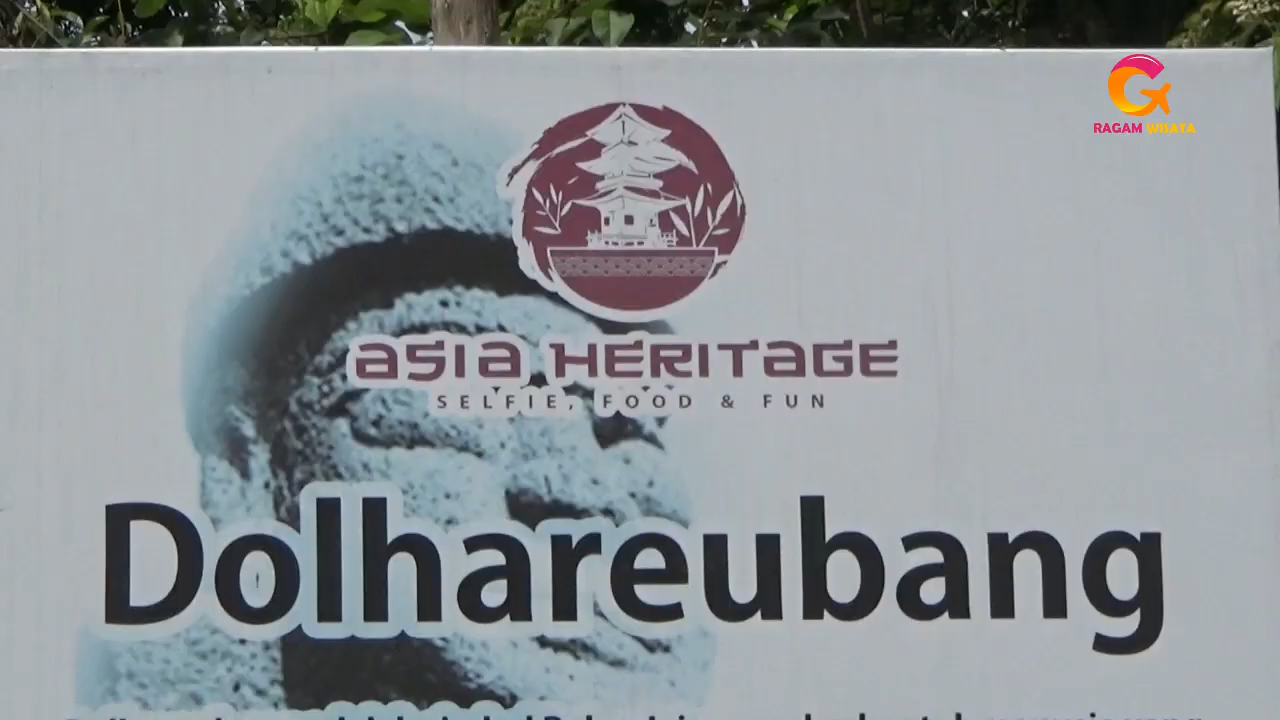 RAGAM WISATA
ASIA HERITAGE
SELFIE, FOOD & FUN
Dolhareubang